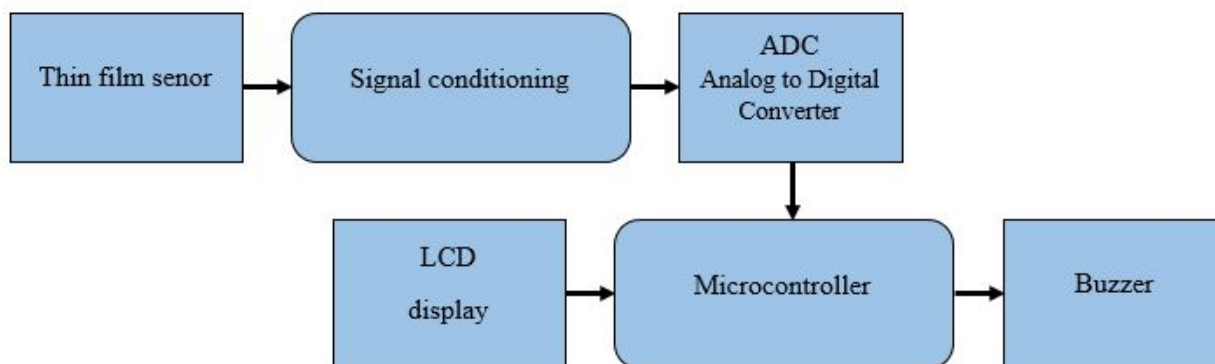 Thin film senor
Signal conditioning
ADC
Analog to Digital
Converter
LCD
display
Microcontroller
Buzzer